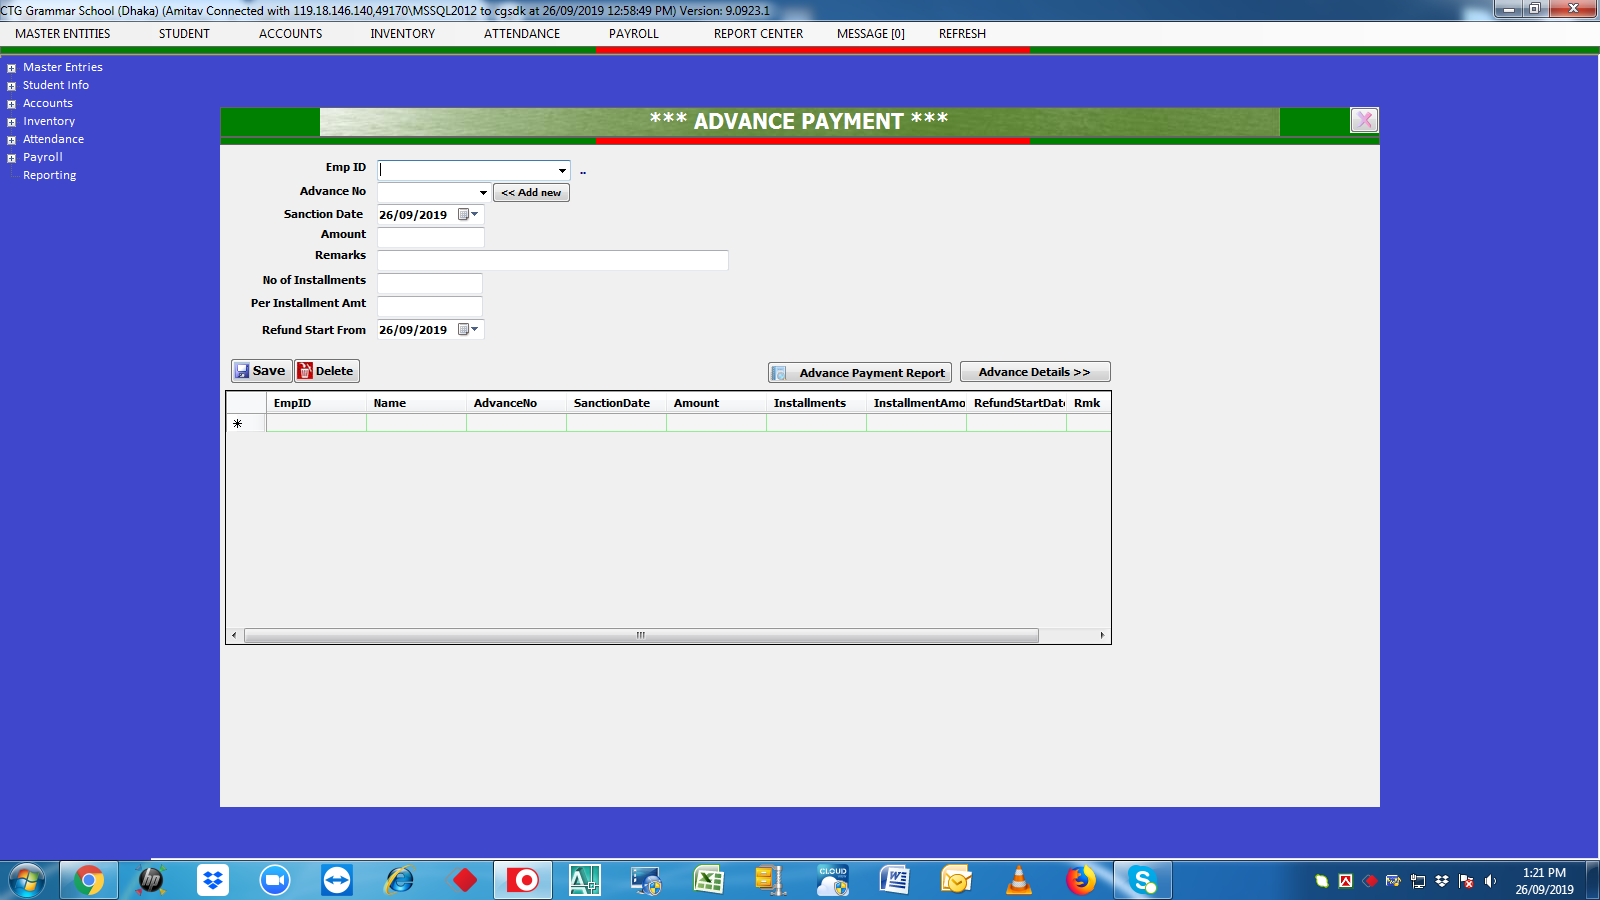 CTG Grammar School (Dhaka) (Amitav Connected with 119.18.146.140,49170\MSSQL2012 to cgsdk at 26/09/2019 12:58:49 PM) Version: 9.0923.1
MASTER ENTITIES STUDENT ACCOUNTS INVENTORY ATTENDANCE PAYROLL REPORT CENTER MESSAGE [0] REFRESH
Master Entries
Student Info
Accounts
Inventory
Attendance
Payroll
Reporting
*** ADVANCE PAYMENT ***
Emp ID ..
Advance No << Add new
Sanction Date 26/09/2019
Amount
Remarks
No of Installments
Per Installment Amt
Refund Start From 26/09/2019
Save Delete Advance Payment Report Advance Details >>
EmpID Name AdvanceNo SanctionDate Amount Installments InstallmentAmo RefundStartDat Rmk
CLOUD
1:21 PM
26/09/2019